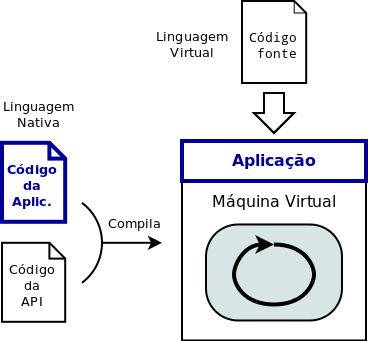 Linguagem
Virtual
Código
fonte
Linguagem
Nativa
Código
da
Aplic.
Aplicação
Máquina Virtual
Compila
Código
da
API